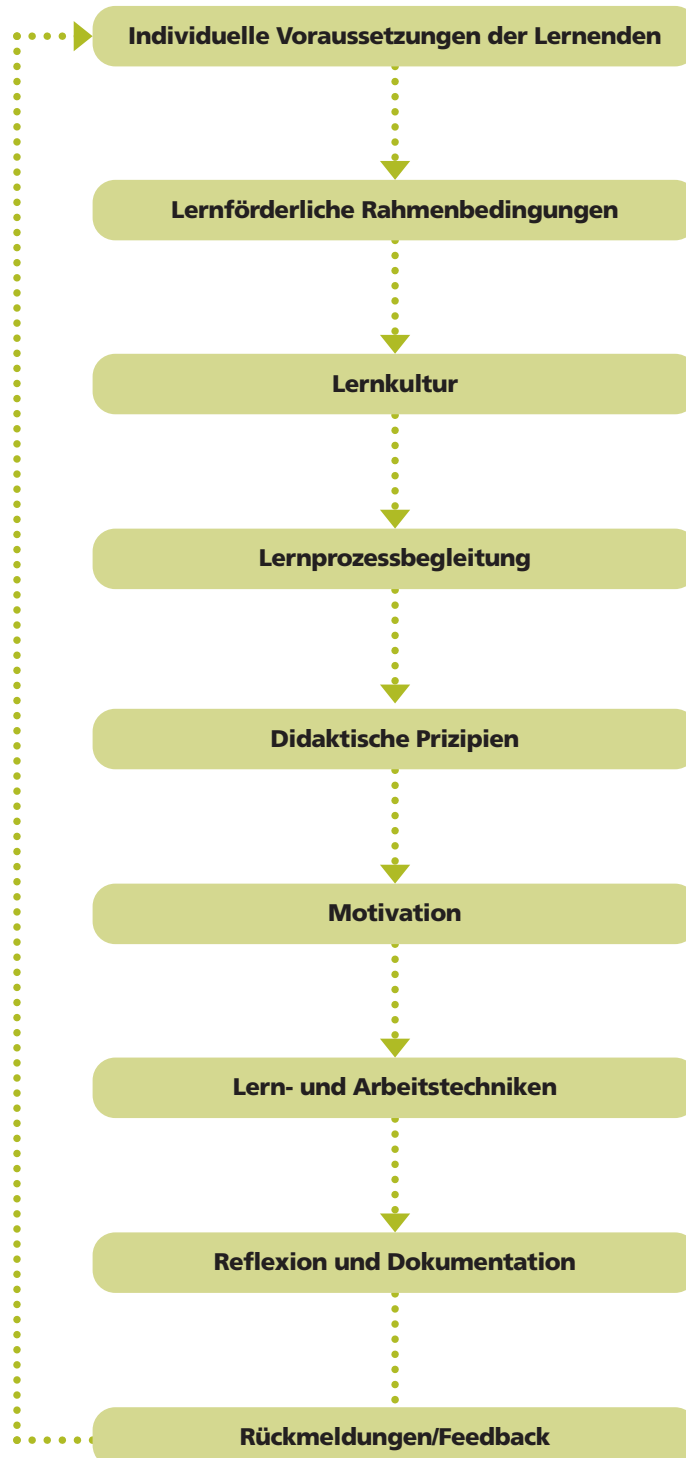 Individuelle Voraussetzungen der Lernenden
Lernförderliche Rahmenbedingungen
Lernkultur
Lernprozessbegleitung
Didaktische Prizipien
Motivation
Lern- und Arbeitstechniken
Reflexion und Dokumentation
Rückmeldungen/Feedback